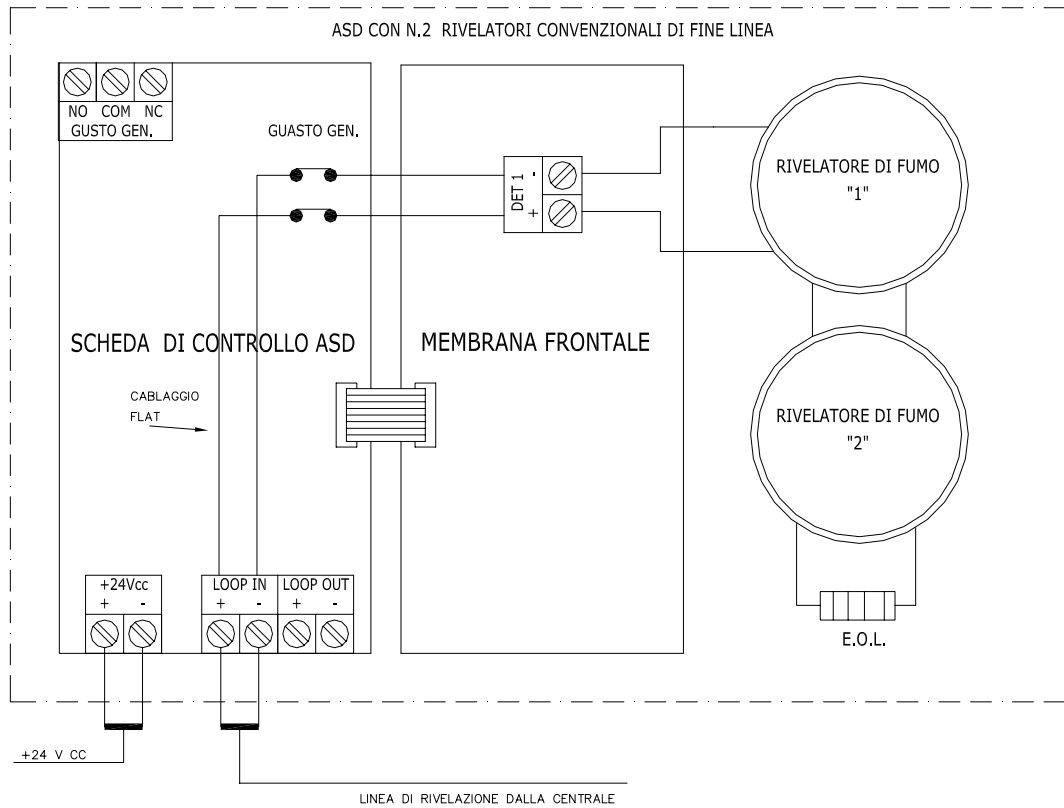 ASD CON N.2 RIVELATORI CONVENZIONALI DI FINE LINEA
NO COM NC
GUSTO GEN.
GUASTO GEN.
DET 1
-
+
RIVELATORE DI FUMO
"1"
SCHEDA DI CONTROLLO ASD
MEMBRANA FRONTALE
CABLAGGIO
FLAT
RIVELATORE DI FUMO
"2"
+24Vcc
+ -
LOOP IN
+ -
LOOP OUT
+ -
E.O.L.
+24 V CC
LINEA DI RIVELAZIONE DALLA CENTRALE